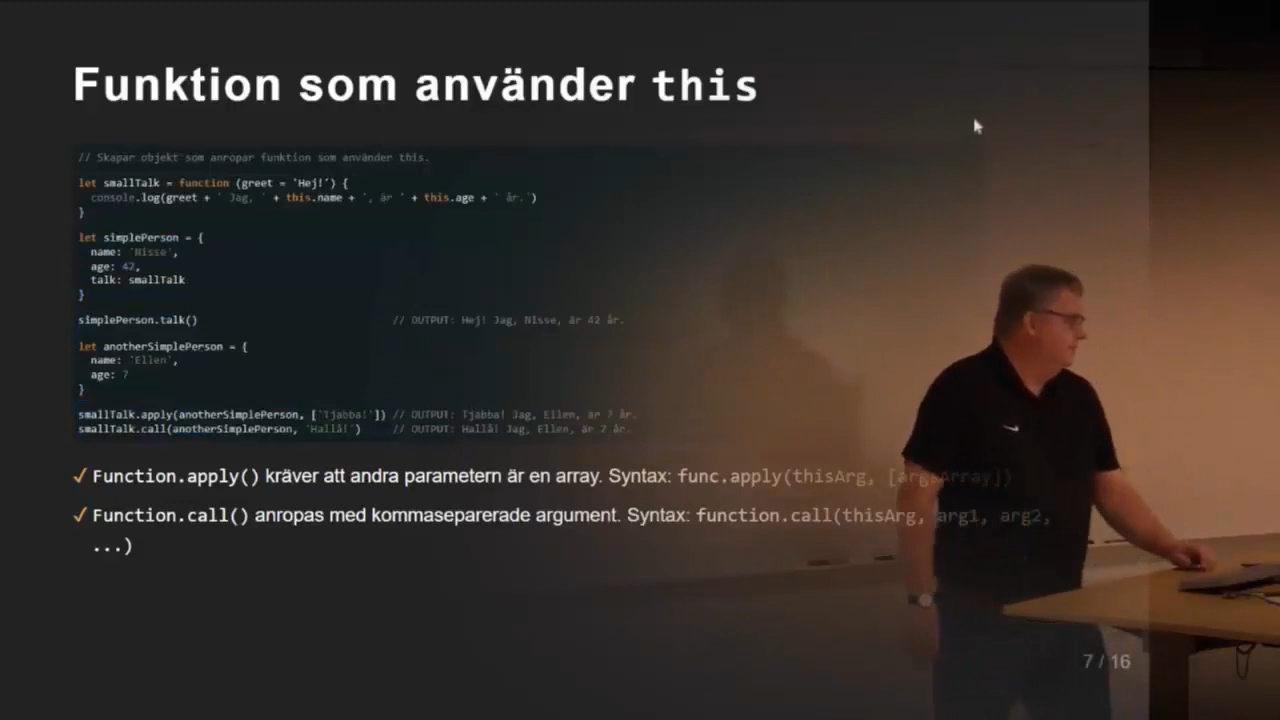 Funktion som använder this
// Skapar objekt som anropar funktion som använder this.
let smallTalk = function (greet = 'Hej!') {
console.log(greet + ' Jag, ' + this.name + ', är ' + this.age + ' år.')
}
let simplePerson = {
name: 'Nisse',
age: 42,
talk: smallTalk
}
simplePerson.talk() // OUTPUT: Hej! Jag, Nisse, är 42 år.
let anotherSimplePerson = {
name: 'Ellen',
age: 7
}
smallTalk.apply(anotherSimplePerson, ['Tjabba!']) // OUTPUT: Tjabba! Jag, Ellen, är 7 år.
smallTalk.call(anotherSimplePerson, 'Hallå!') // OUTPUT: Hallå! Jag, Ellen, är 7 år.
✓ Function.apply() kräver att andra parametern är en array. Syntax: func.apply(thisArg, [argsArray])
✓ Function.call() anropas med kommaseparerade argument. Syntax: function.call(thisArg, arg1, arg2,
...)
7 / 16